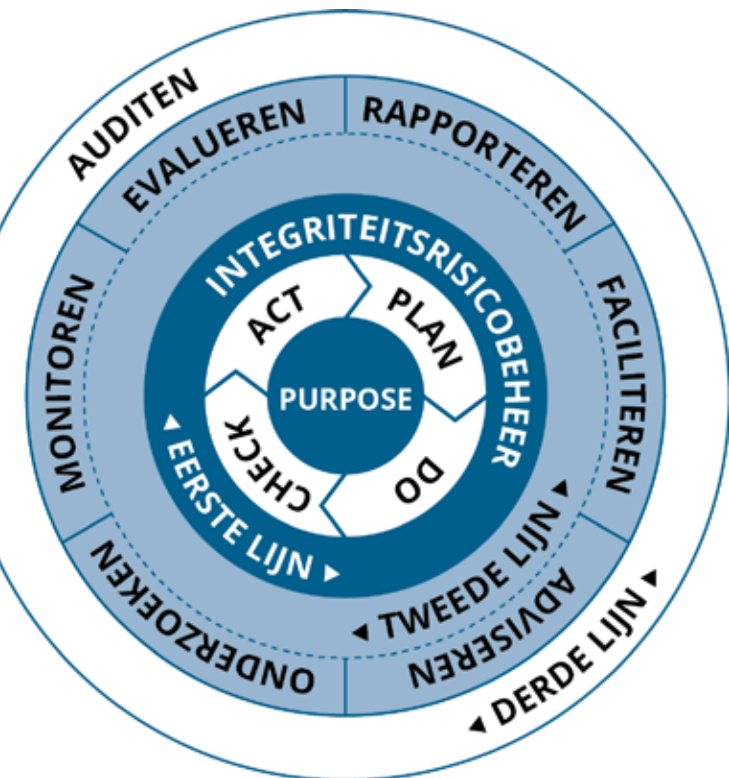 AUDITEN
EVALUEREN
RAPPORTEREN
FACILITEREN
ADVISEREN
ONDERZOEKEN
MONITOREN
INTEGRITEITSRISICOBEHEER
ACT
PLAN
DO
CHECK
PURPOSE
EERSTE LIJN
TWEEDE LIJN
DERDE LIJN